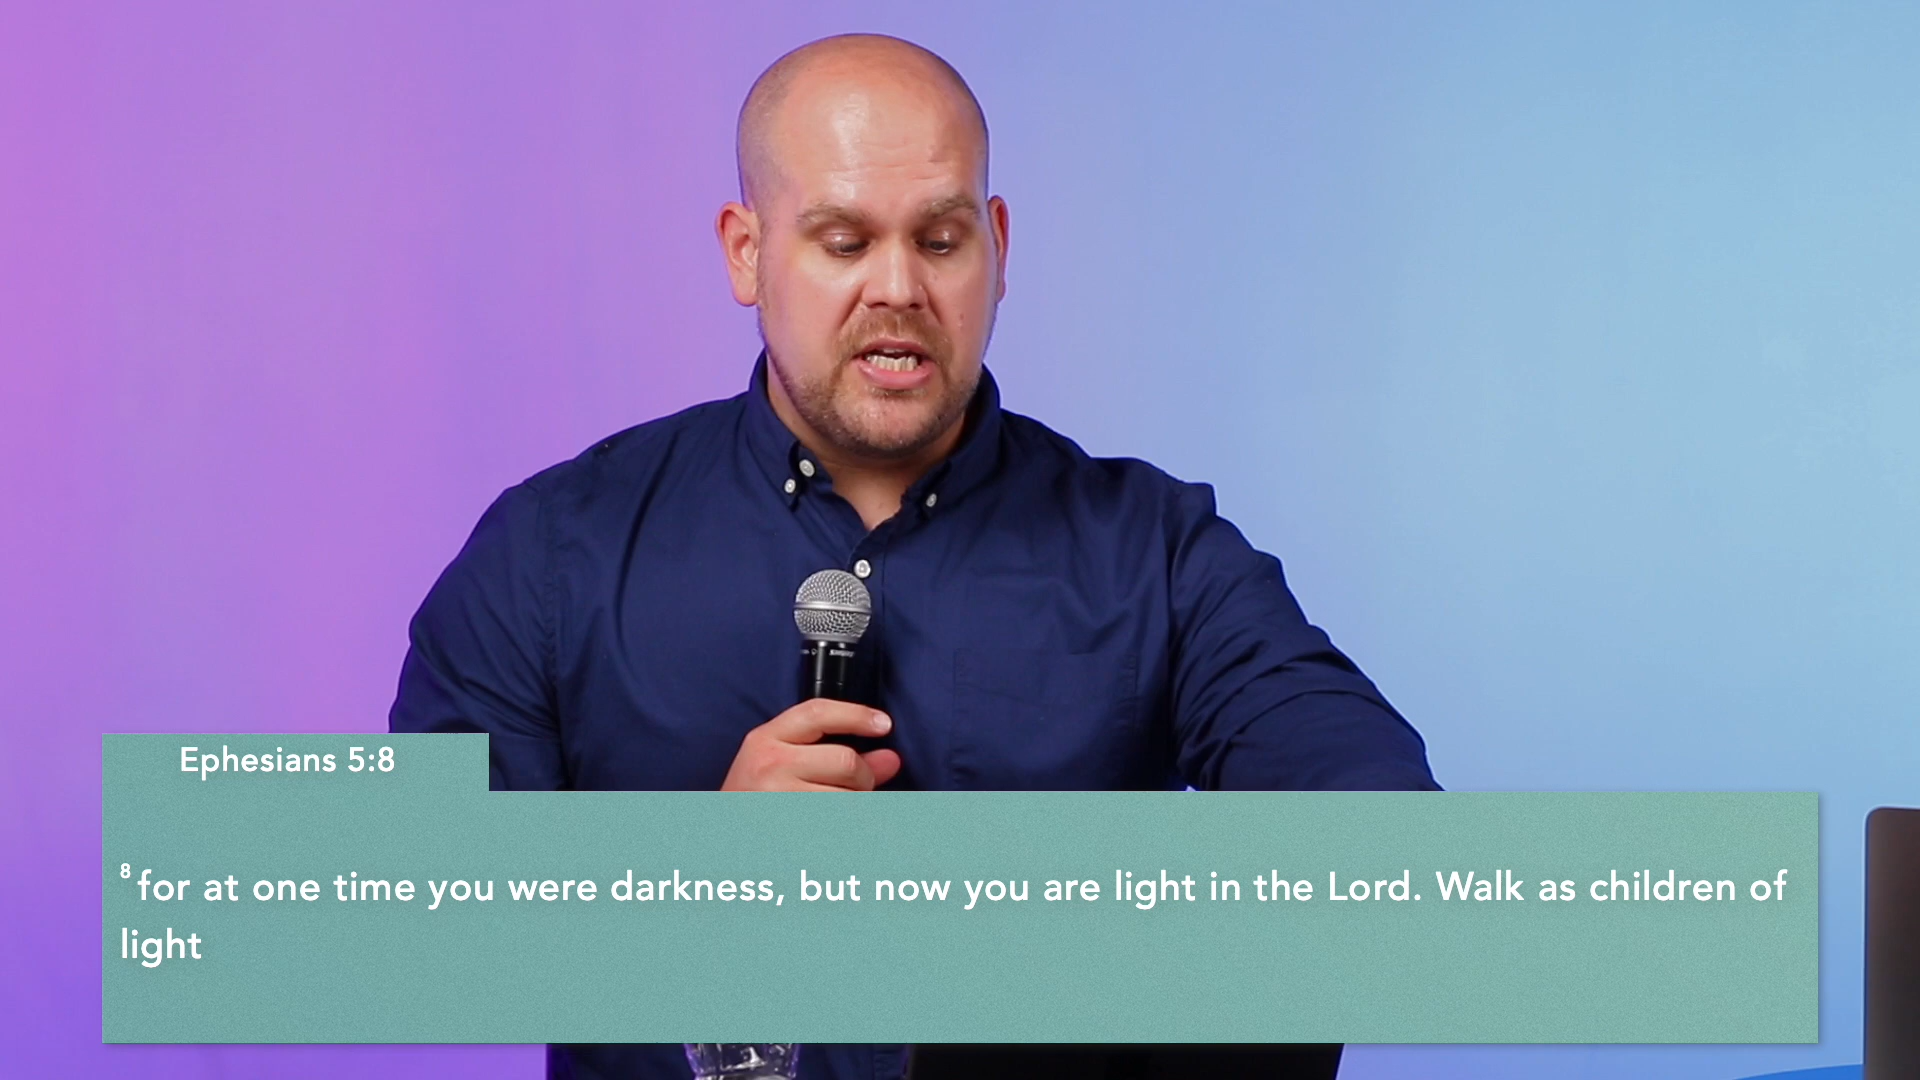 Ephesians 5:8
8 for at one time you were darkness, but now you are light in the Lord. Walk as children of
light